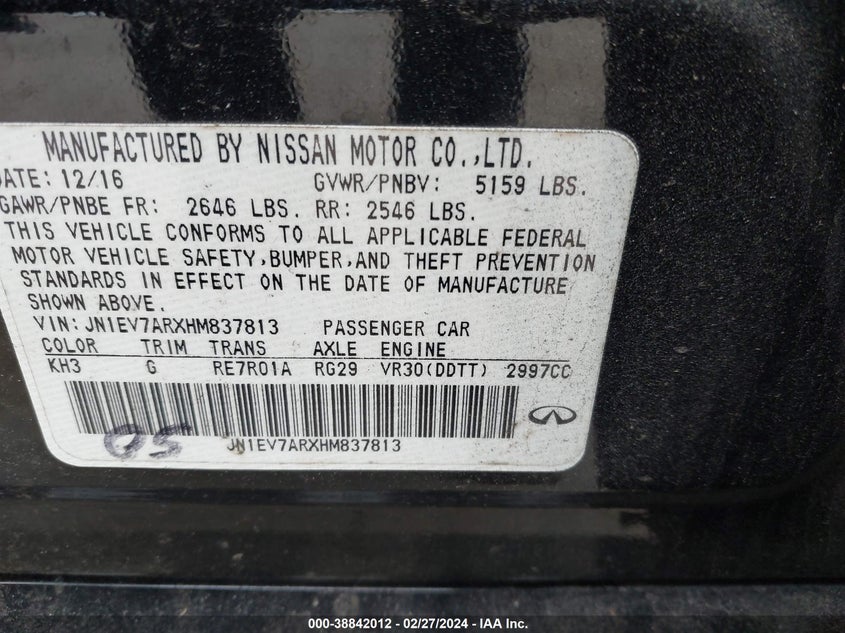 MANUFACTURED BY NISSAN MOTOR CO.,LTD.
DATE: 12/16 GVWR/PNBV: 5159 LBS.
GAWR/PNBE FR: 2646 LBS. RR: 2546 LBS.
THIS VEHICLE CONFORMS TO ALL APPLICABLE FEDERAL
MOTOR VEHICLE SAFETY,BUMPER,AND THEFT PREVENTION
STANDARDS IN EFFECT ON THE DATE OF MANUFACTURE
SHOWN ABOVE.
VIN: JN1EV7ARXHM837813 PASSENGER CAR
COLOR TRIM TRANS AXLE ENGINE
KH3 G RE7R01A RG29 VR30(DDTT) 2997CC
JN1EV7ARXHM837813
000-38842012 - 02/27/2024 - IAA Inc.